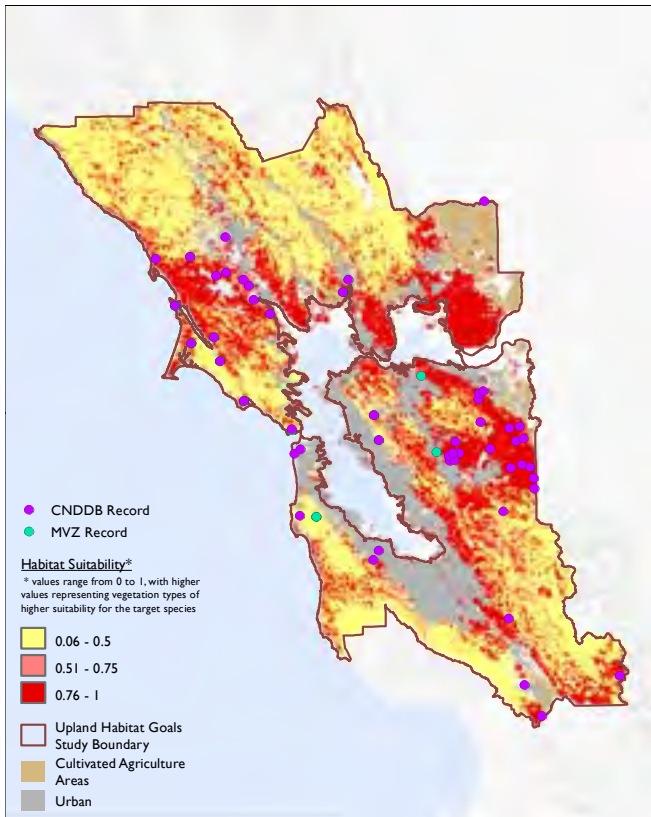 CNDDB Record
MVZ Record
Habitat Suitability*
* values range from 0 to 1, with higher
values representing vegetation types of
higher suitability for the target species
0.06 - 0.5
0.51 - 0.75
0.76 - 1
Upland Habitat Goals
Study Boundary
Cultivated Agriculture
Areas
Urban